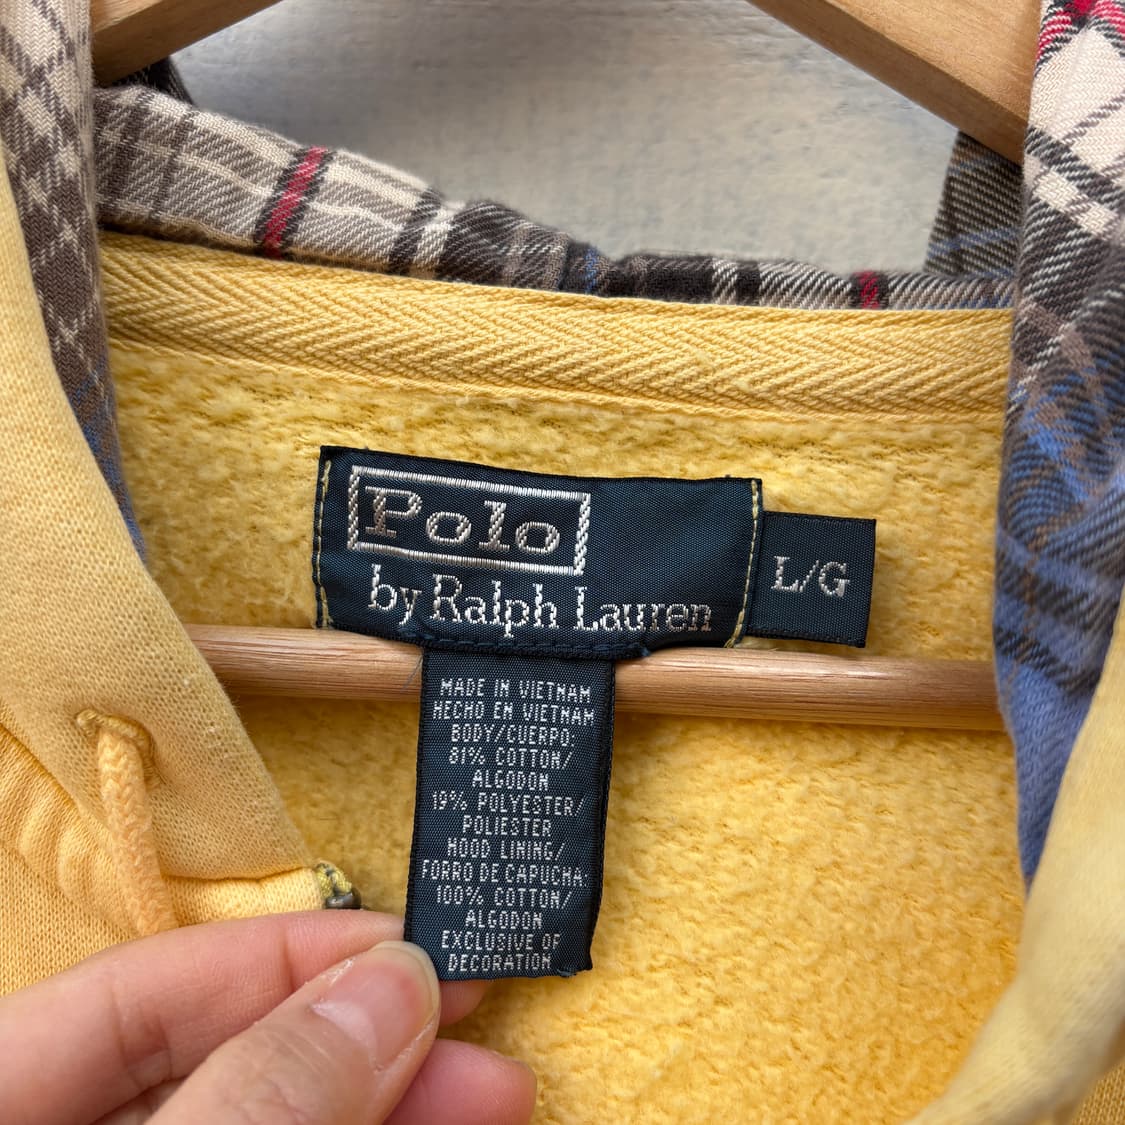 Polo
by Ralph Lauren
L/G
MADE IN VIETNAM
HECHO EN VIETNAM
BODY/CUERPO:
81% COTTON/
ALGODON
19% POLYESTER/
POLIESTER
HOOD LINING/
FORRO DE CAPUCHA:
100% COTTON/
ALGODON
EXCLUSIVE OF
DECORATION